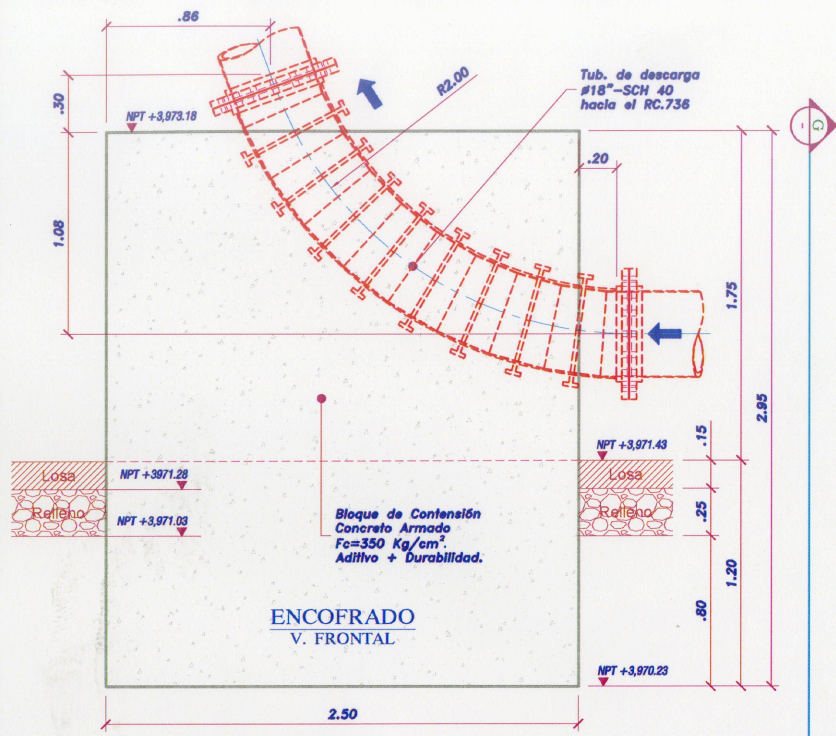 .86
R2.00
Tub. de descarga
ø18"-SCH 40
hacia el RC.736
.30
NPT +3,973.18
G
-
.20
1.08
1.75
2.95
NPT +3,971.43
.15
Losa
NPT +3971.28
Losa
Relleno
NPT +3,971.03
Relleno
.25
Bloque de Contensión
Concreto Armado
Fc=350 Kg/cm².
Aditivo + Durabilidad.
1.20
.80
ENCOFRADO
V. FRONTAL
NPT +3,970.23
2.50